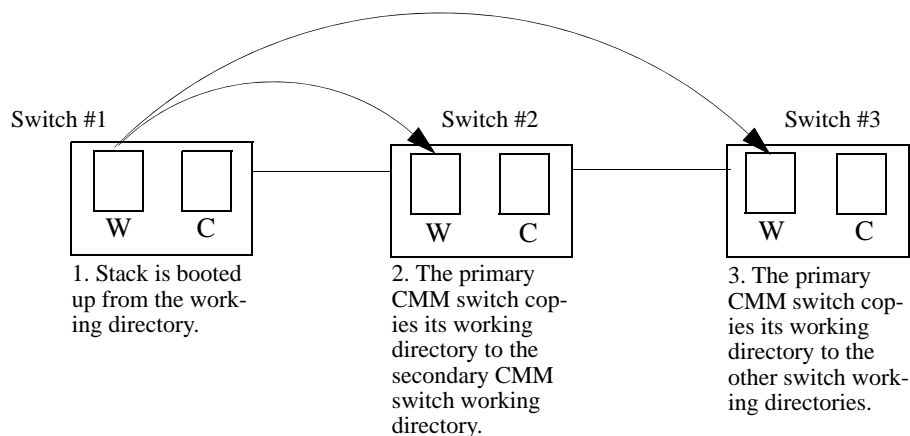 Switch #1
Switch #2
Switch #3
W
C
W
C
W
C
1. Stack is booted
up from the work-
ing directory.
2. The primary
CMM switch cop-
ies its working
directory to the
secondary CMM
switch working
directory.
3. The primary
CMM switch cop-
ies its working
directory to the
other switch work-
ing directories.